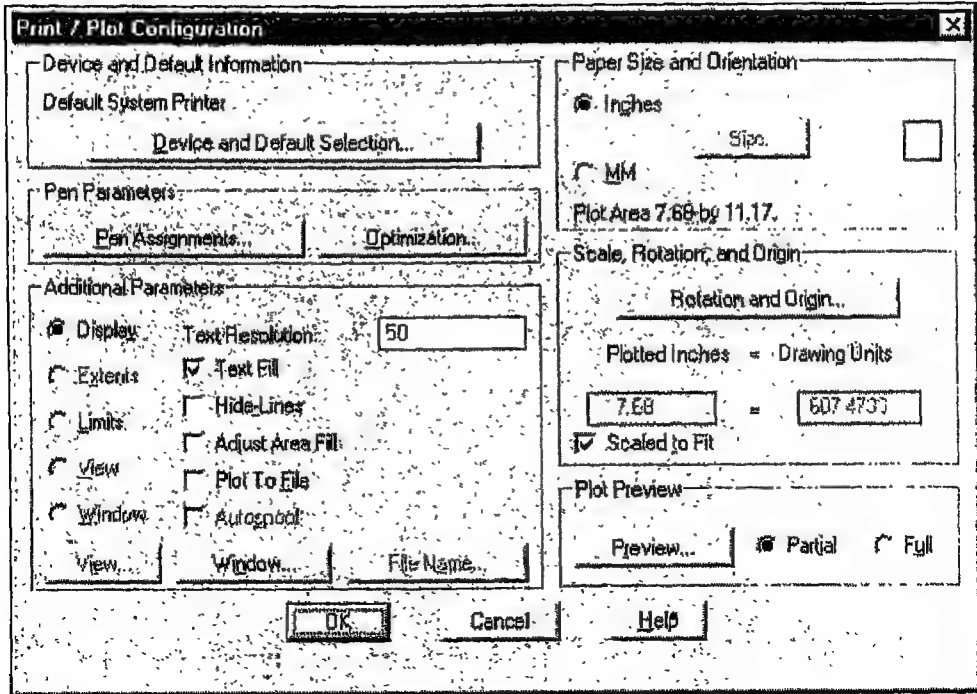 Print / Plot Configuration
Device and Default Information
Default System Printer
Device and Default Selection...
Pen Parameters
Pen Assignments...
Optimization...
Additional Parameters
Display
Extents
Limits
View
Window
Text Resolution:
50
Text Fill
Hide Lines
Adjust Area Fill
Plot To File
Autospool
View...
Window...
File Name...
Paper Size and Orientation
Inches
Size...
MM
Plot Area 7.68 by 11.17.
Scale, Rotation, and Origin
Rotation and Origin...
Plotted Inches = Drawing Units
7.68 =
Scaled to Fit
Plot Preview
Preview...
Partial
Full
OK
Cancel
Help